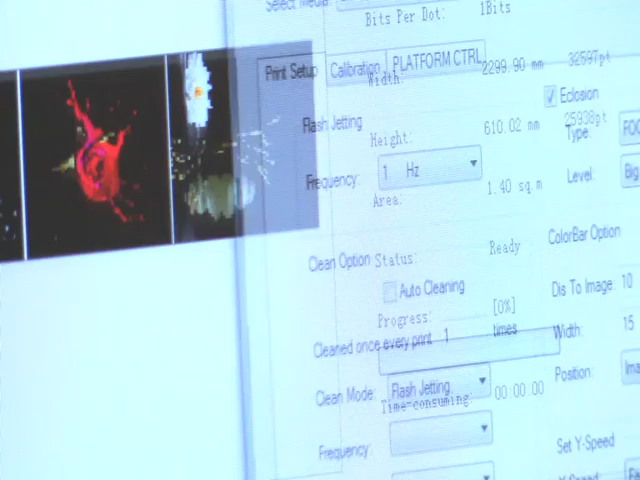 Select Media:
Bits Per Dot: 1Bits
Print Setup Calibration PLATFORM CTRL
Width: 2299.90 mm 32597pt
Eclosion
Flash Jetting
Height: 610.02 mm 25938pt
Type:
Frequency: 1 Hz
Level: Big
Area: 1.40 sq.m
ColorBar Option
Clean Option
Status: Ready
Auto Cleaning
Dis To Image: 10
Progress: [0%]
Cleaned once every print 1 times
Width: 15
Clean Mode: Flash Jetting
Position:
Time-consuming: 00:00.00
Frequency:
Set Y-Speed